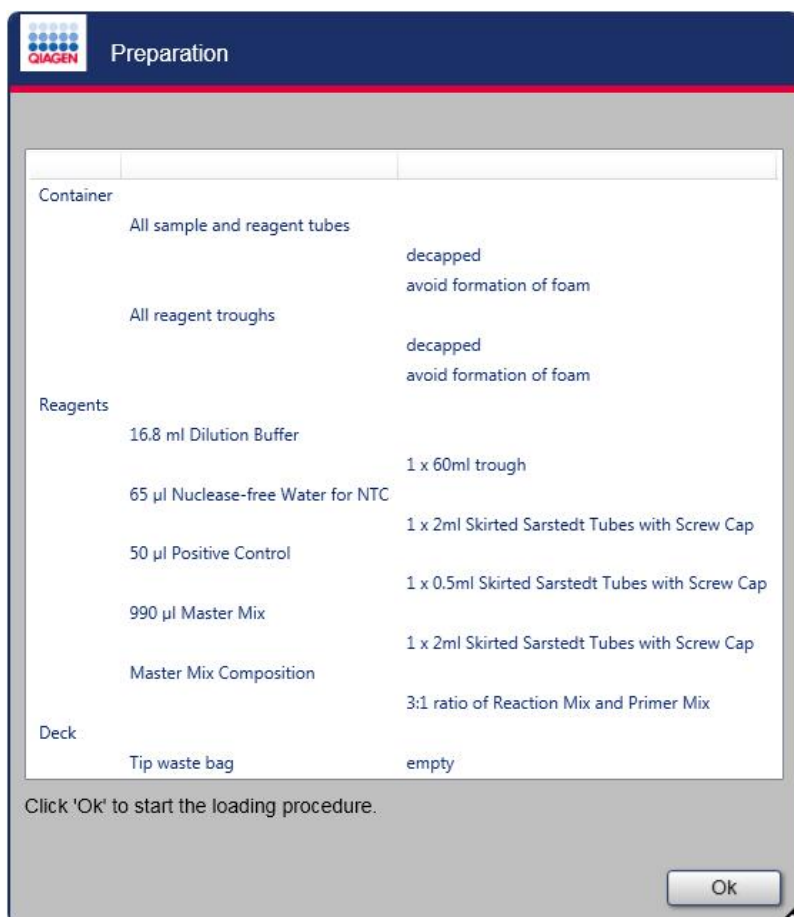 QIAGEN
Preparation
Container
All sample and reagent tubes
decapped
avoid formation of foam
All reagent troughs
decapped
avoid formation of foam
Reagents
16.8 ml Dilution Buffer
1 x 60ml trough
65 µl Nuclease-free Water for NTC
1 x 2ml Skirted Sarstedt Tubes with Screw Cap
50 µl Positive Control
1 x 0.5ml Skirted Sarstedt Tubes with Screw Cap
990 µl Master Mix
1 x 2ml Skirted Sarstedt Tubes with Screw Cap
Master Mix Composition
3:1 ratio of Reaction Mix and Primer Mix
Deck
Tip waste bag empty
Click 'Ok' to start the loading procedure.
Ok